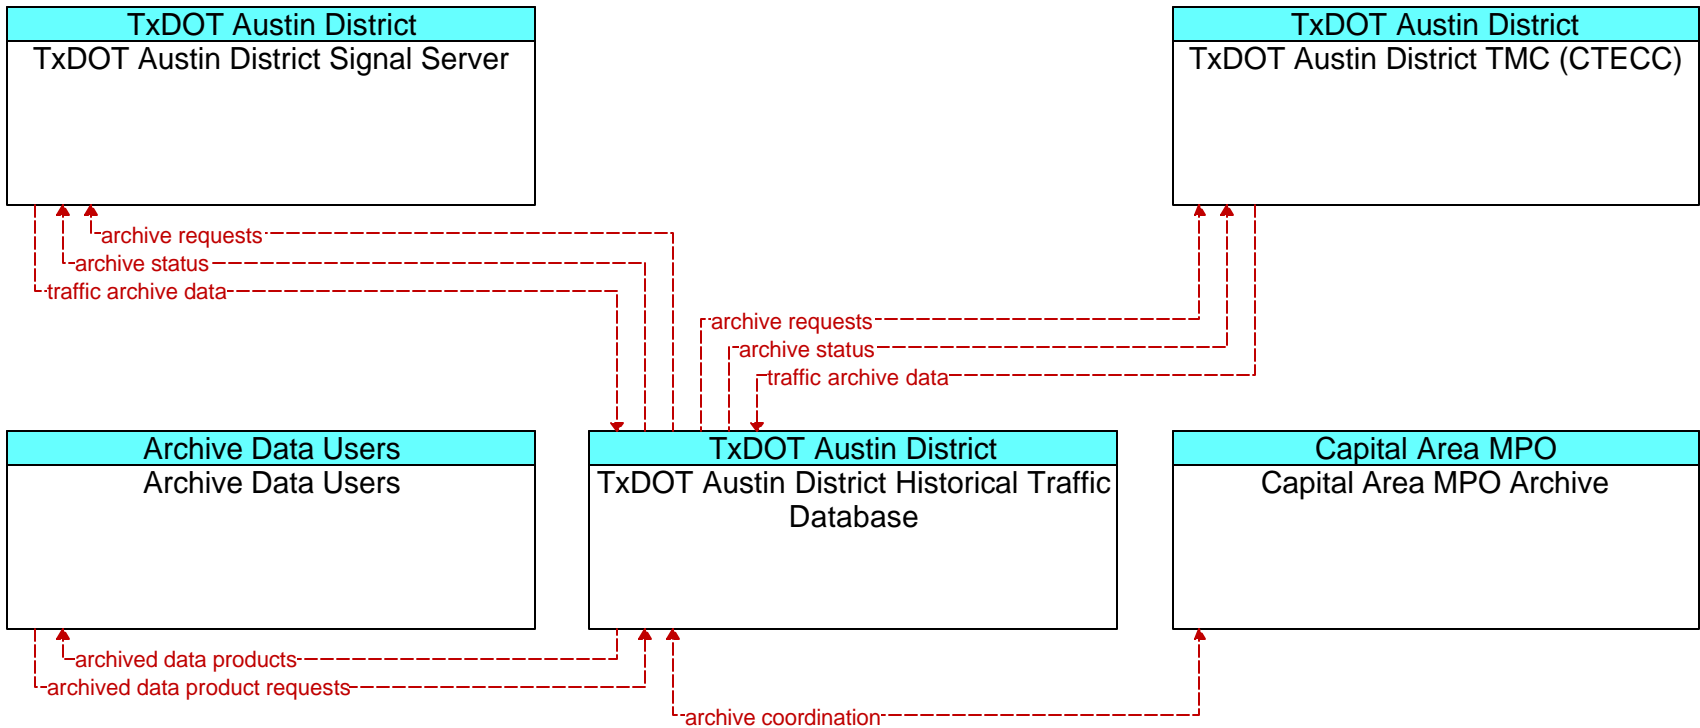 TxDOT Austin District
TxDOT Austin District Signal Server
TxDOT Austin District
TxDOT Austin District TMC (CTECC)
archive requests
archive status
traffic archive data
archive requests
archive status
traffic archive data
Archive Data Users
Archive Data Users
TxDOT Austin District
TxDOT Austin District Historical Traffic
Database
Capital Area MPO
Capital Area MPO Archive
archived data products
archived data product requests
archive coordination